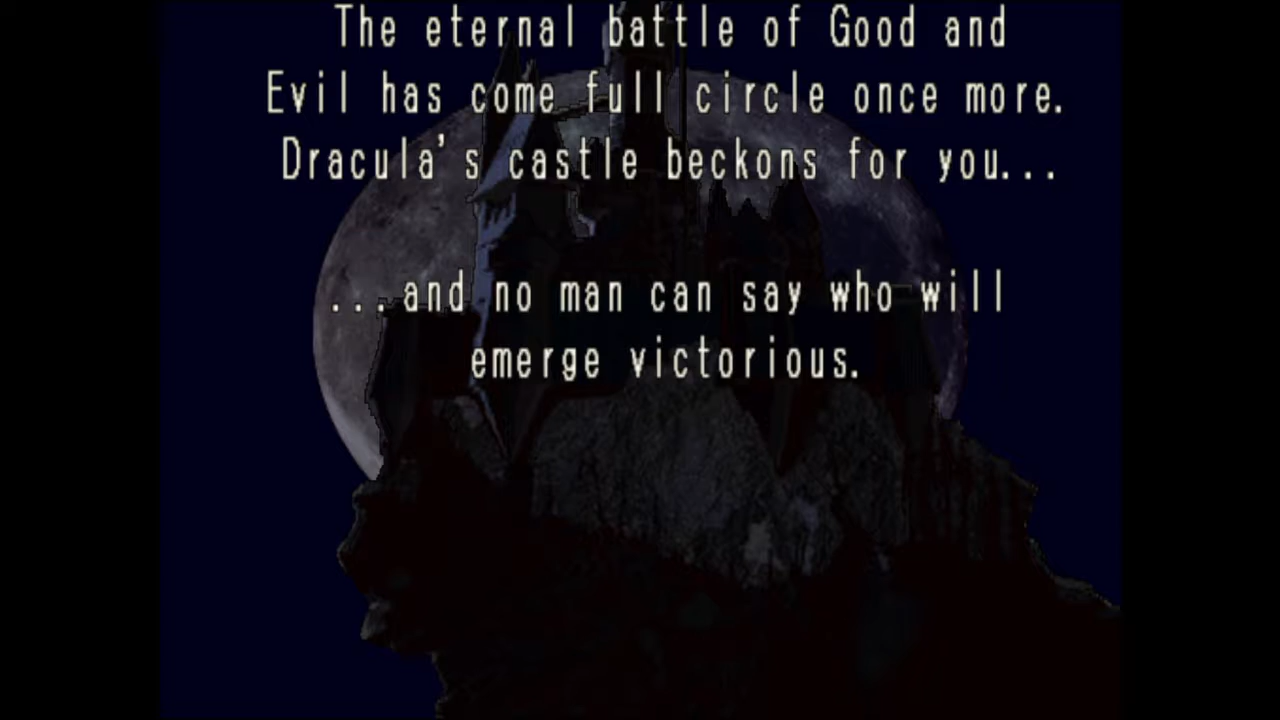 The eternal battle of Good and
Evil has come full circle once more.
Dracula's castle beckons for you...
...and no man can say who will
emerge victorious.